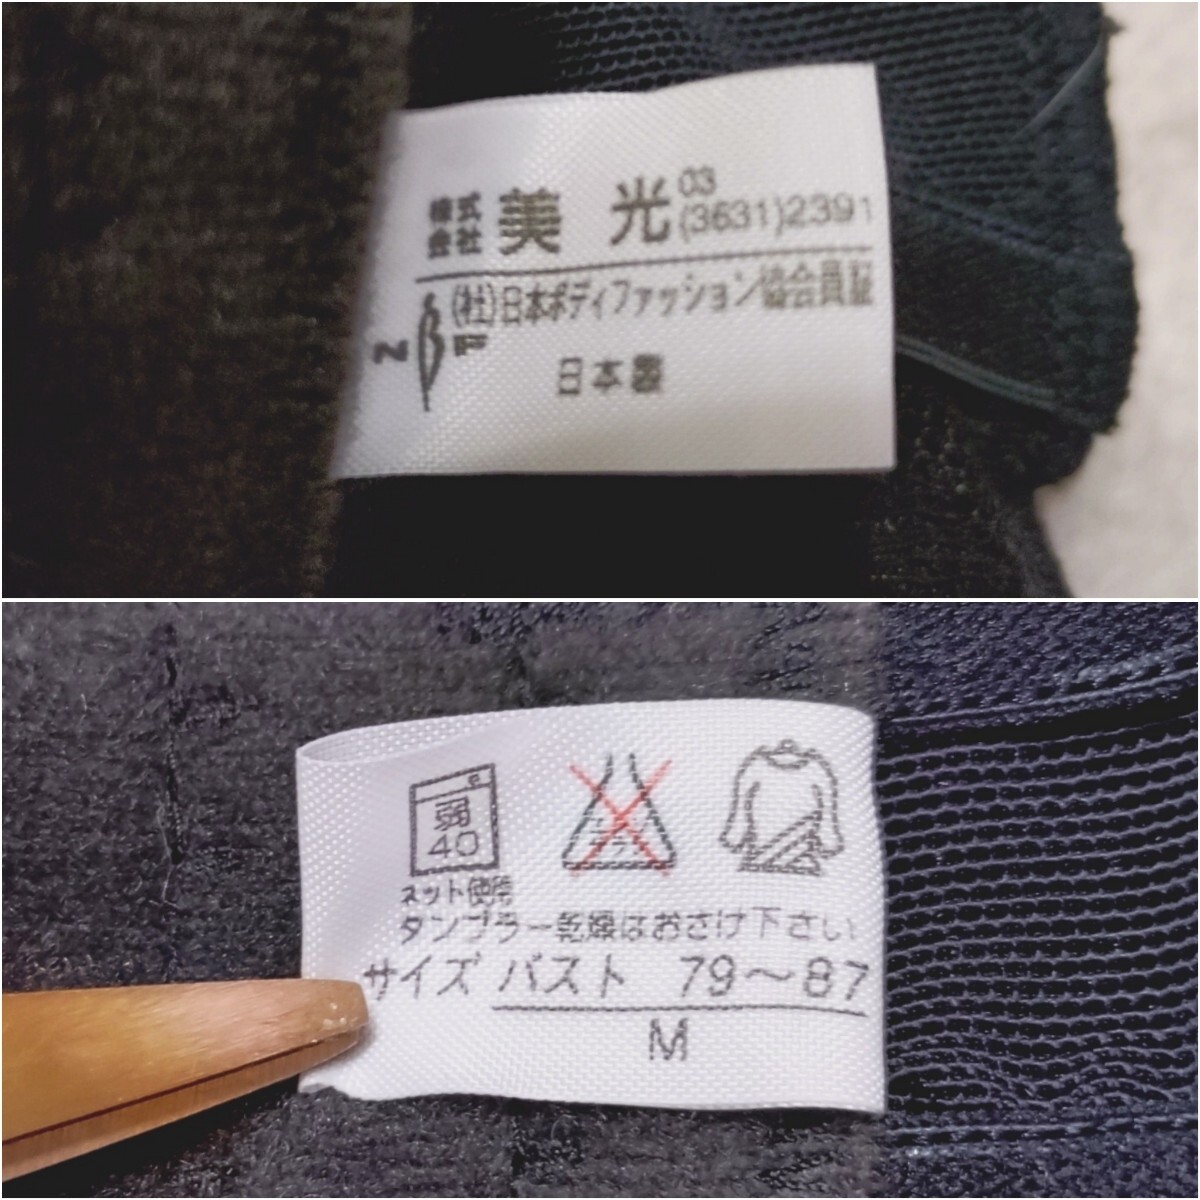 株式会社 美光 03(3631)2391
(社)日本ボディファッション協会員証
NBF
日本製
弱
40
ネット使用
タンブラー乾燥はおさけ下さい
サイズ バスト 79〜87
M